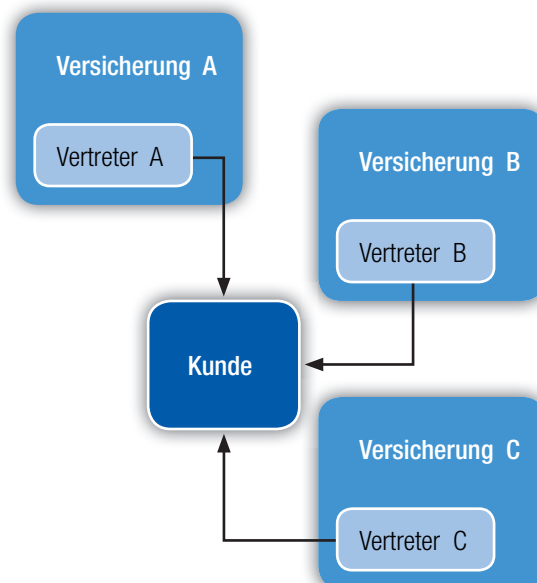 Versicherung A
Vertreter A
Versicherung B
Vertreter B
Kunde
Versicherung C
Vertreter C